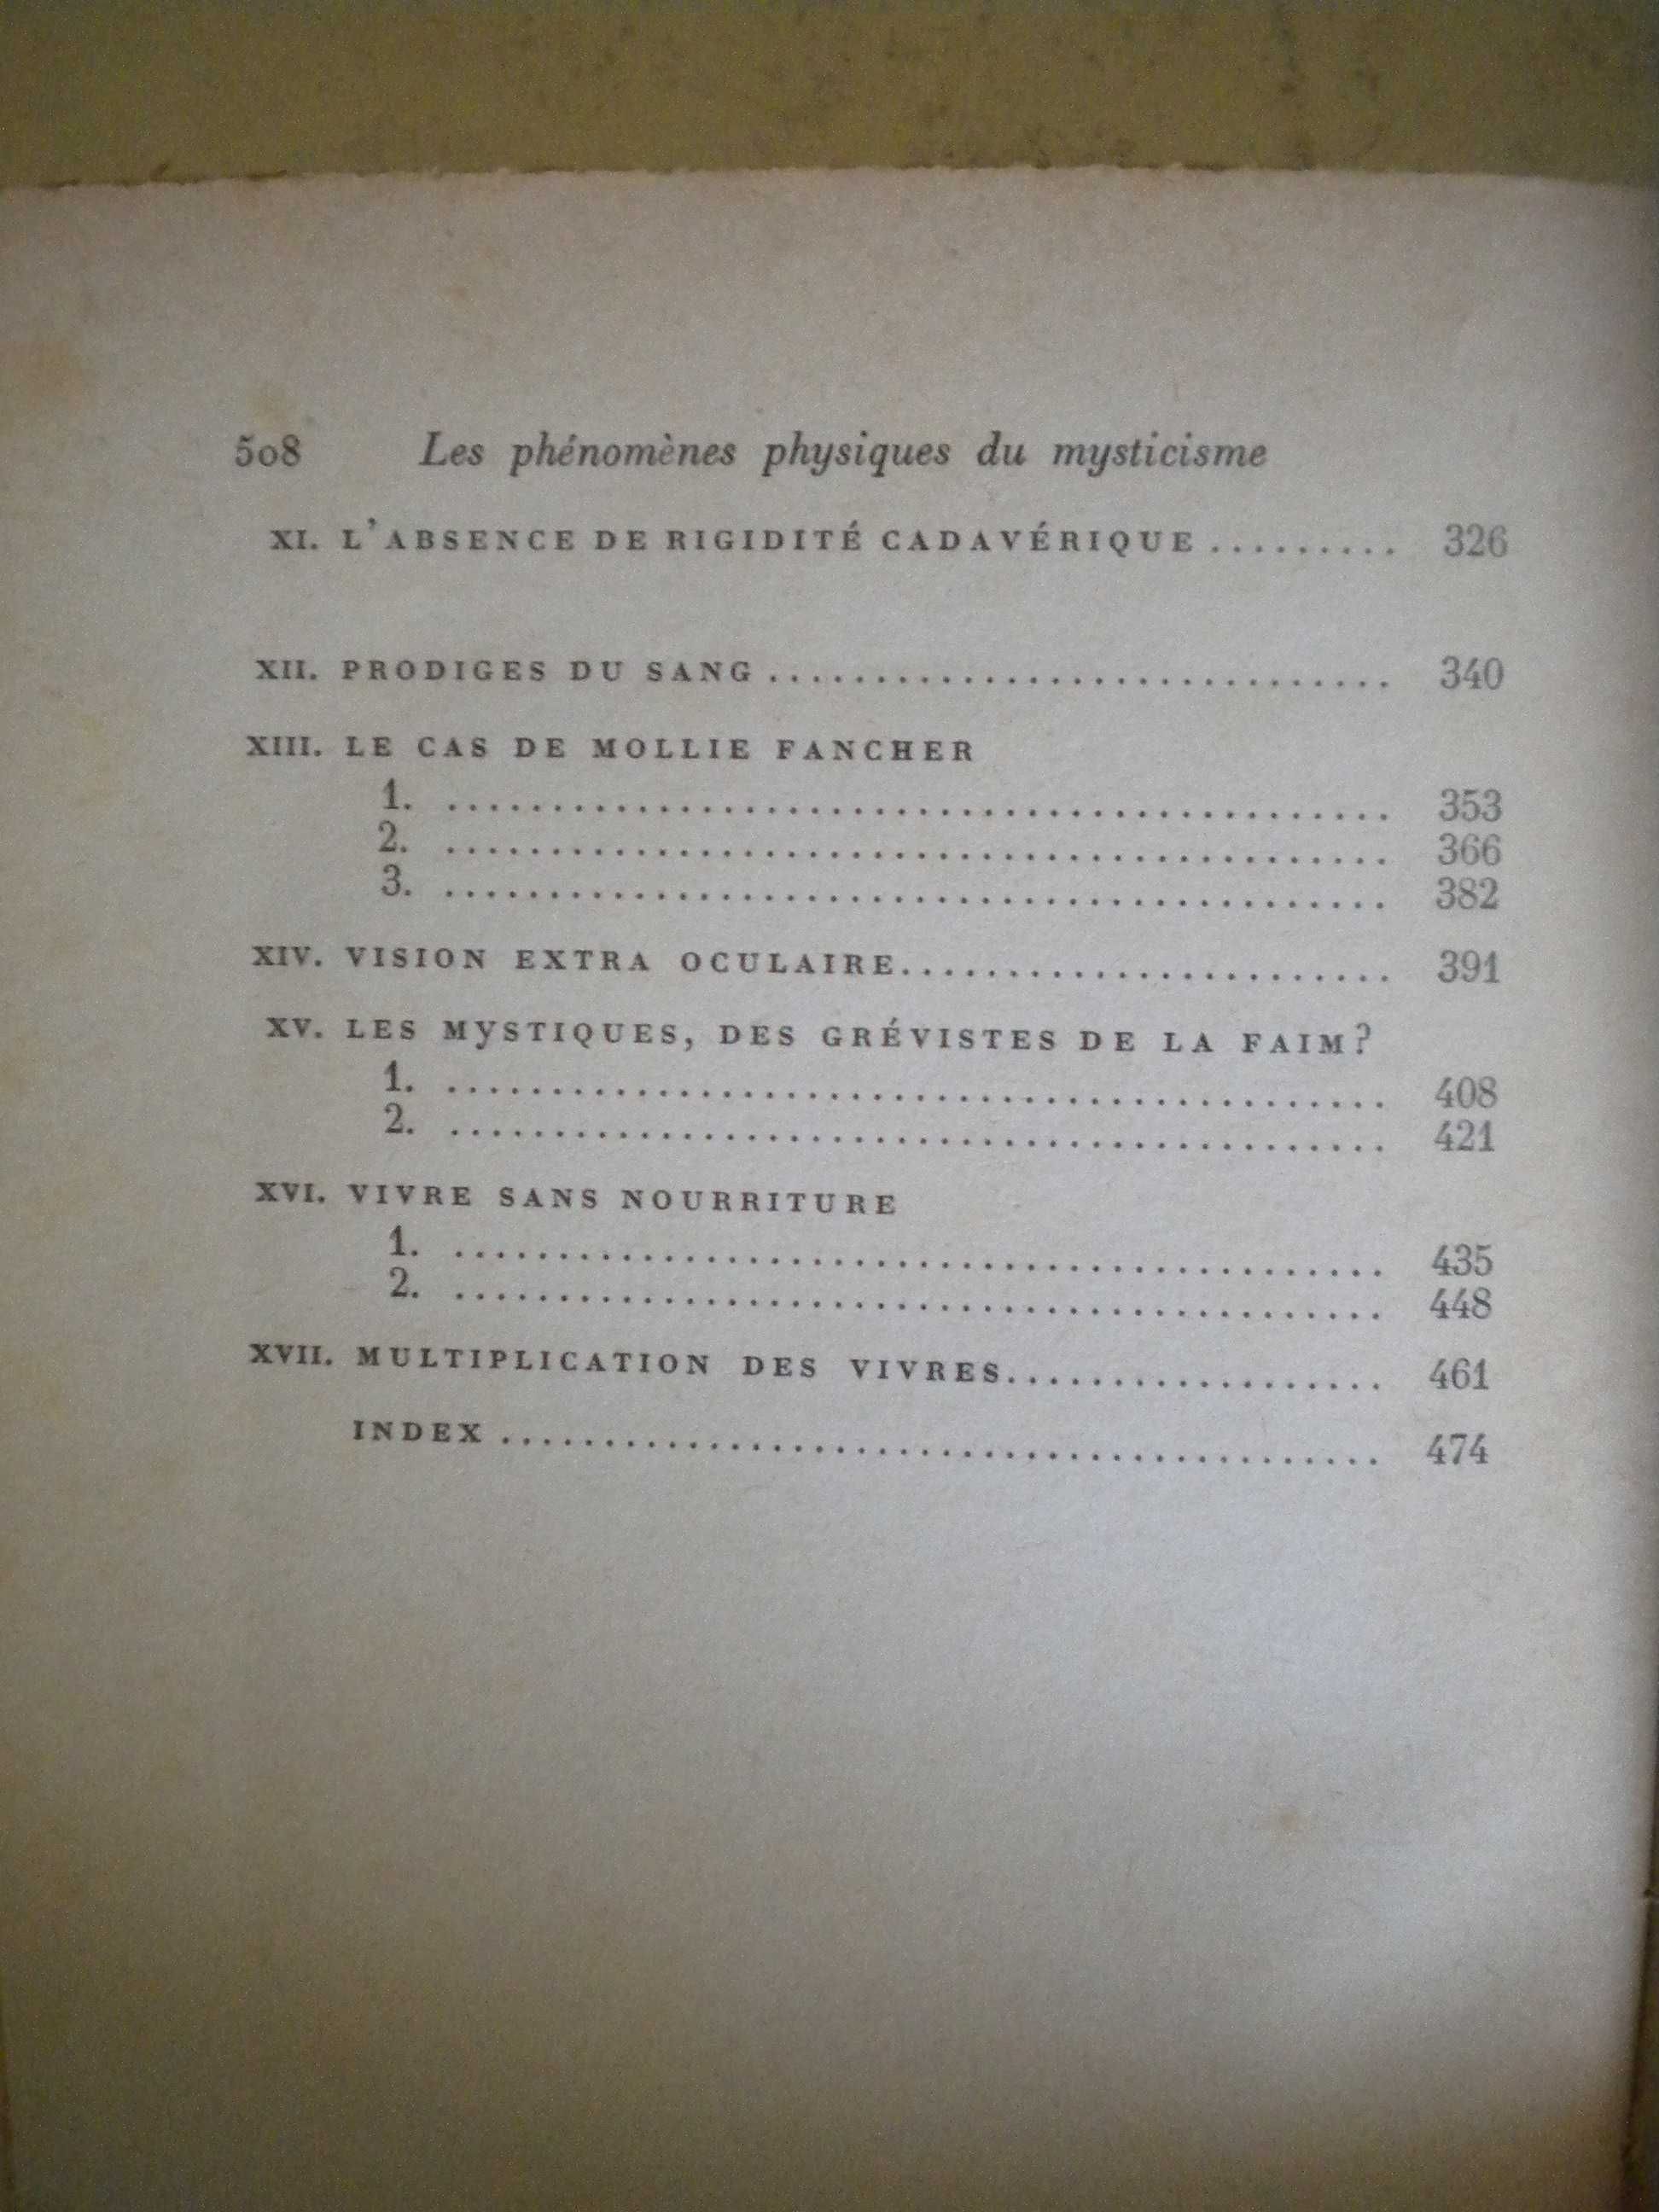 508 Les phénomènes physiques du mysticisme
XI. L'ABSENCE DE RIGIDITÉ CADAVÉRIQUE ......... 326
XII. PRODIGES DU SANG .............................. 340
XIII. LE CAS DE MOLLIE FANCHER
1. .............................................. 353
2. .............................................. 366
3. .............................................. 382
XIV. VISION EXTRA OCULAIRE........................ 391
XV. LES MYSTIQUES, DES GRÉVISTES DE LA FAIM?
1. .............................................. 408
2. .............................................. 421
XVI. VIVRE SANS NOURRITURE
1. .............................................. 435
2. .............................................. 448
XVII. MULTIPLICATION DES VIVRES................... 461
INDEX ........................................... 474